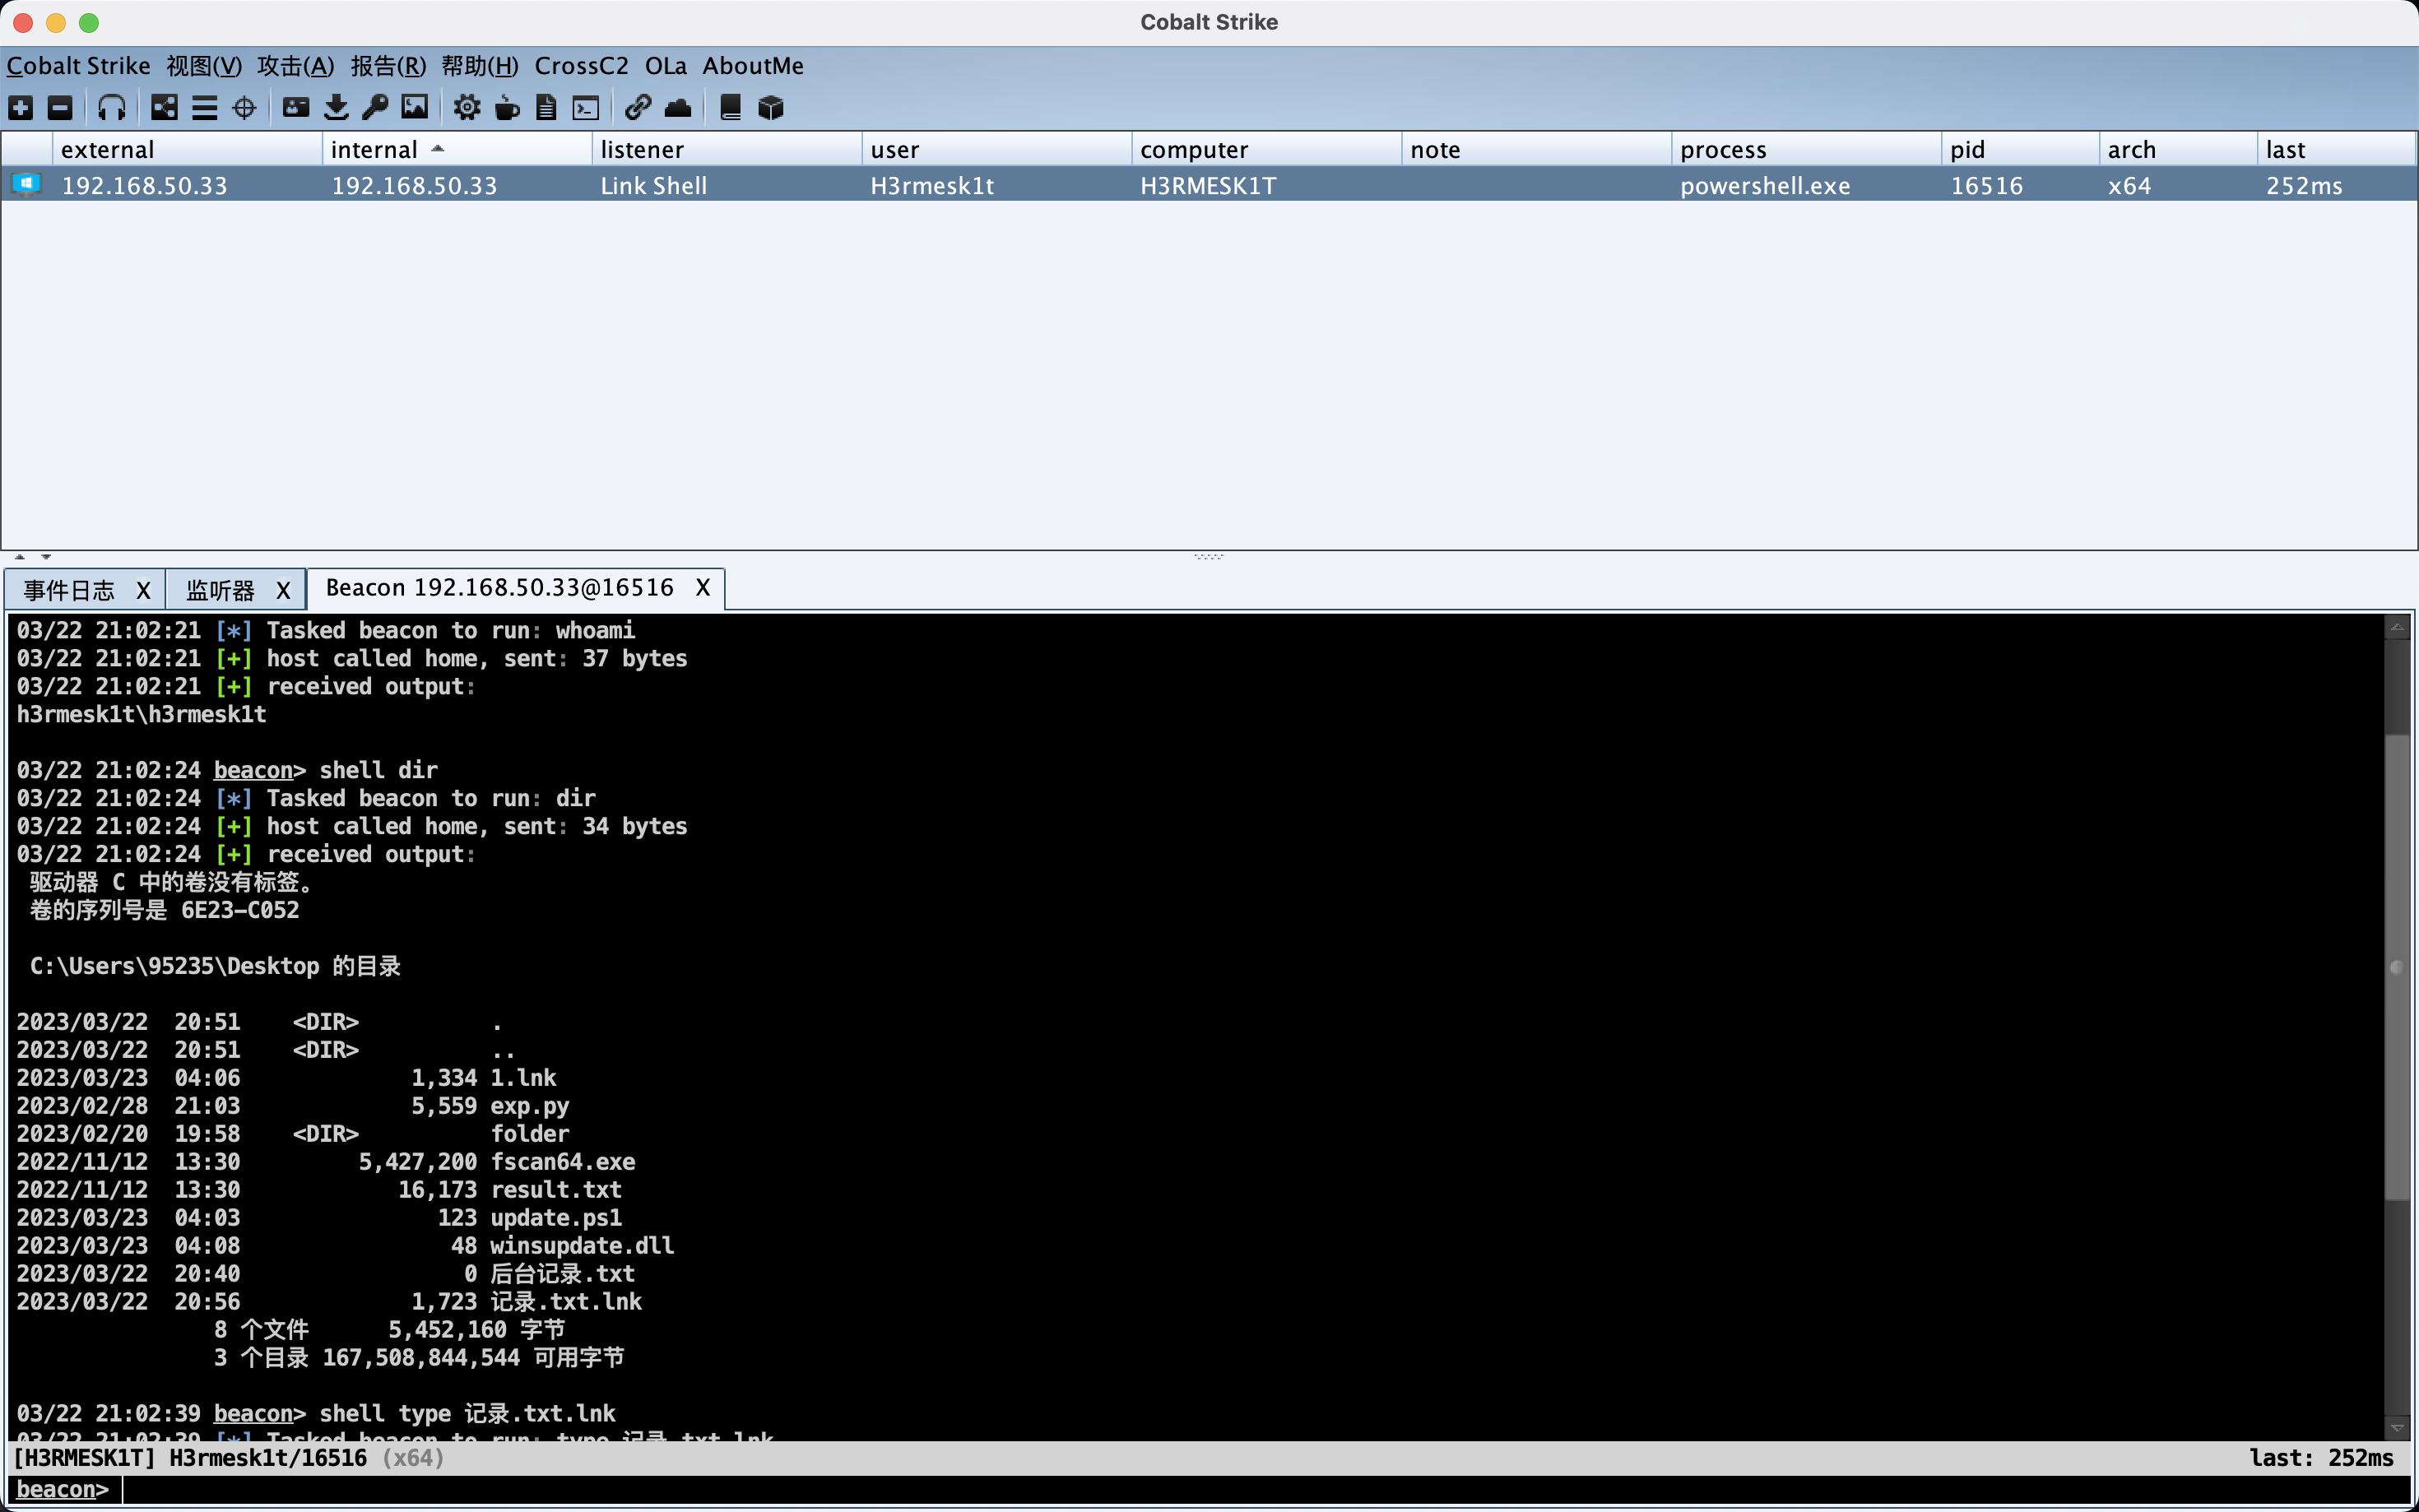 Cobalt Strike
Cobalt Strike 视图(V) 攻击(A) 报告(R) 帮助(H) CrossC2 OLa AboutMe
external internal listener user computer note process pid arch last
192.168.50.33 192.168.50.33 Link Shell H3rmesk1t H3RMESK1T powershell.exe 16516 x64 252ms
事件日志 X 监听器 X Beacon 192.168.50.33@16516 X
03/22 21:02:21 [*] Tasked beacon to run: whoami
03/22 21:02:21 [+] host called home, sent: 37 bytes
03/22 21:02:21 [+] received output:
h3rmesk1t\h3rmesk1t
03/22 21:02:24 beacon> shell dir
03/22 21:02:24 [*] Tasked beacon to run: dir
03/22 21:02:24 [+] host called home, sent: 34 bytes
03/22 21:02:24 [+] received output:
驱动器 C 中的卷没有标签。
卷的序列号是 6E23-C052
C:\Users\95235\Desktop 的目录
2023/03/22  20:51    <DIR>          .
2023/03/22  20:51    <DIR>          ..
2023/03/23  04:06             1,334 1.lnk
2023/02/28  21:03             5,559 exp.py
2023/02/20  19:58    <DIR>          folder
2022/11/12  13:30         5,427,200 fscan64.exe
2022/11/12  13:30            16,173 result.txt
2023/03/23  04:03               123 update.ps1
2023/03/23  04:08                48 winsupdate.dll
2023/03/22  20:40                 0 后台记录.txt
2023/03/22  20:56             1,723 记录.txt.lnk
8 个文件      5,452,160 字节
3 个目录 167,508,844,544 可用字节
03/22 21:02:39 beacon> shell type 记录.txt.lnk
03/22 21:02:39 [*] Tasked beacon to run: type 记录.txt.lnk
[H3RMESK1T] H3rmesk1t/16516 (x64) last: 252ms
beacon>